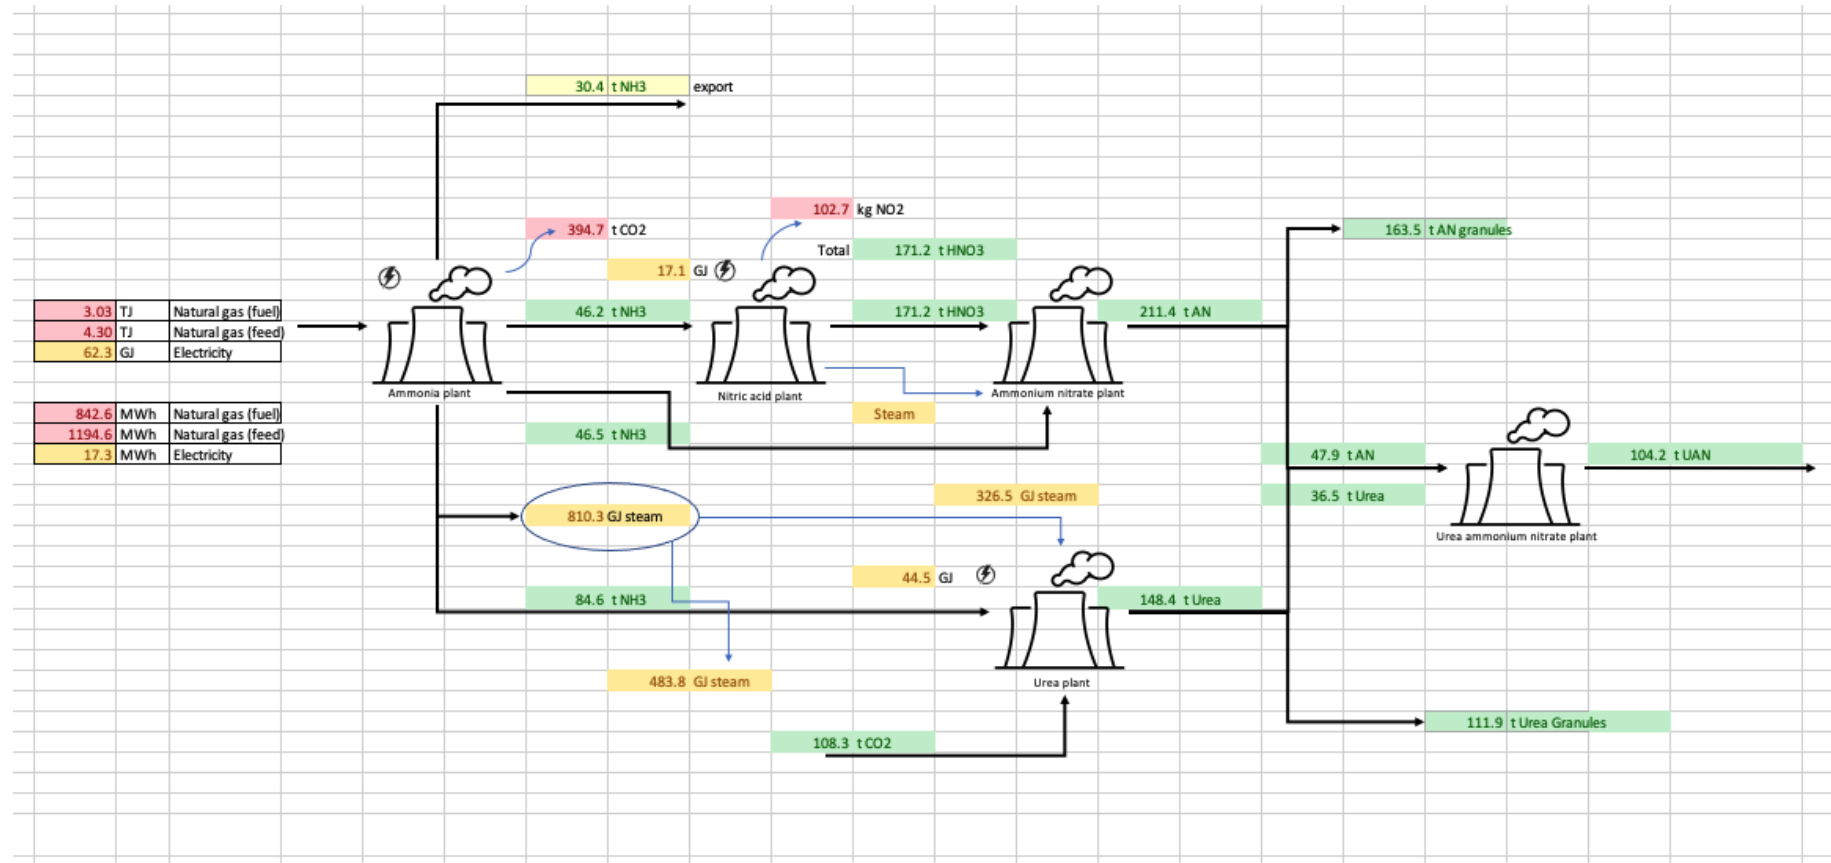 30.4 t NH3 export
102.7 kg NO2
394.7 t CO2
163.5 t AN granules
Total 171.2 t HNO3
17.1 GJ
3.03 TJ Natural gas (fuel)
46.2 t NH3
171.2 t HNO3
211.4 t AN
4.30 TJ Natural gas (feed)
62.3 GJ Electricity
Ammonia plant
Nitric acid plant
Ammonium nitrate plant
842.6 MWh Natural gas (fuel)
Steam
1194.6 MWh Natural gas (feed)
46.5 t NH3
17.3 MWh Electricity
47.9 t AN
104.2 t UAN
326.5 GJ steam
36.5 t Urea
810.3 GJ steam
Urea ammonium nitrate plant
44.5 GJ
84.6 t NH3
148.4 t Urea
483.8 GJ steam
Urea plant
111.9 t Urea Granules
108.3 t CO2